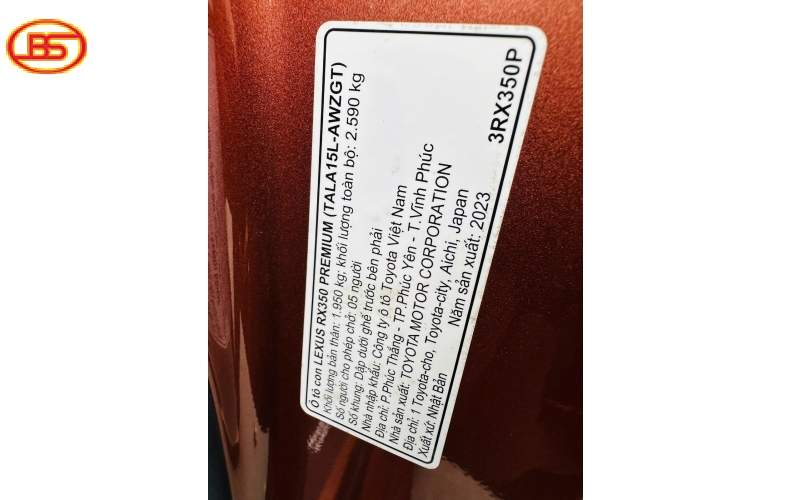 BS
Ô tô con LEXUS RX350 PREMIUM (TALA15L-AWZGT)
Khối lượng bản thân: 1.950 kg; khối lượng toàn bộ: 2.590 kg
Số người cho phép chở: 05 người
Số khung: Dập dưới ghế trước bên phải
Nhà nhập khẩu: Công ty ô tô Toyota Việt Nam
Địa chỉ: P.Phúc Thắng - TP.Phúc Yên - T.Vĩnh Phúc
Nhà sản xuất: TOYOTA MOTOR CORPORATION
Địa chỉ: 1 Toyota-cho, Toyota-city, Aichi, Japan
Xuất xứ: Nhật Bản Năm sản xuất: 2023
3RX350P